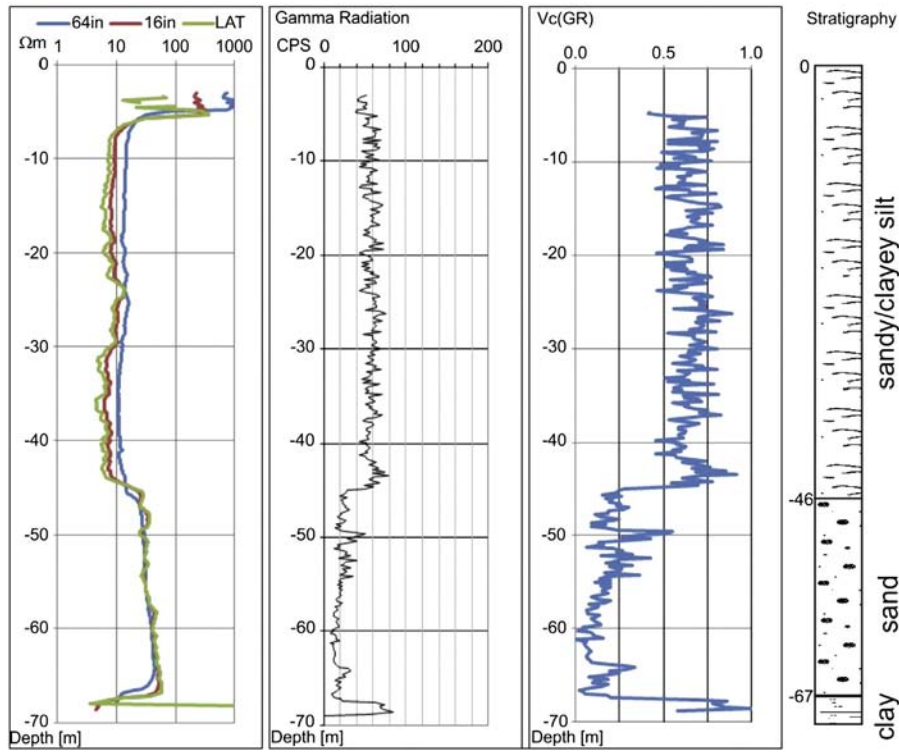 64in 16in LAT
Ωm 1 10 100 1000
0
-10
-20
-30
-40
-50
-60
-70
Depth [m]
Gamma Radiation
CPS 0 100 200
0
-10
-20
-30
-40
-50
-60
-70
Depth [m]
Vc(GR)
0.0 0.5 1.0
0
-10
-20
-30
-40
-50
-60
-70
Depth [m]
Stratigraphy
0
sandy/clayey silt
-46
sand
-67
clay